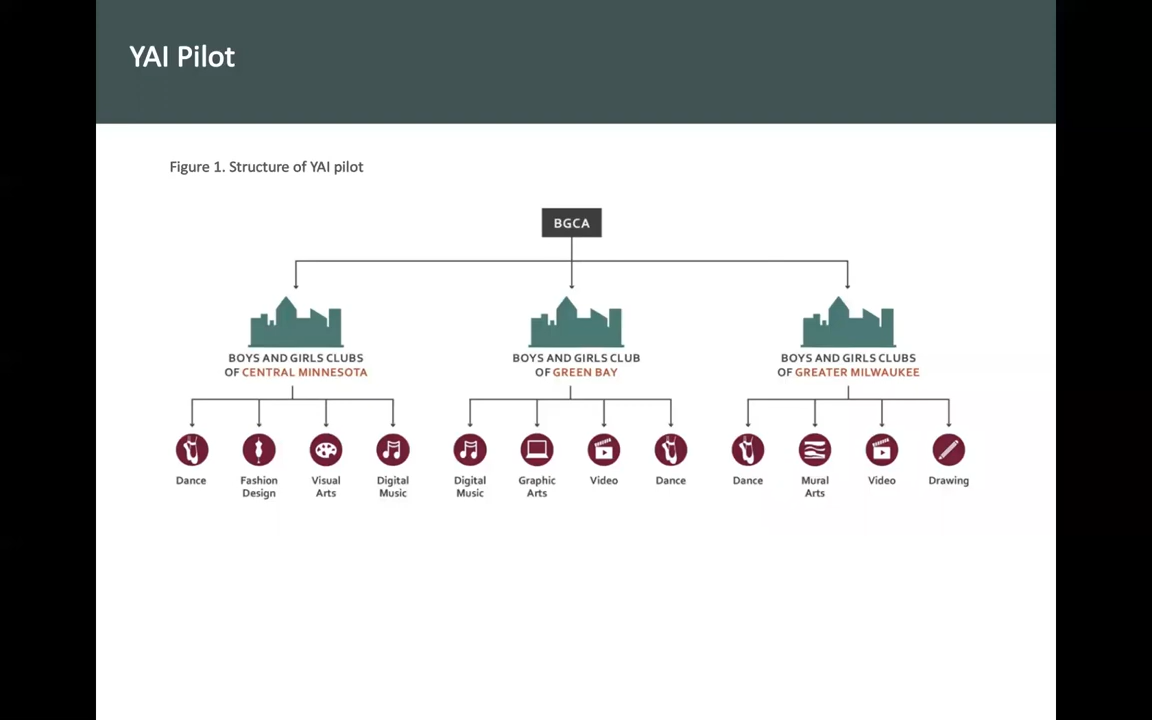 YAI Pilot
Figure 1. Structure of YAI pilot
BGCA
BOYS AND GIRLS CLUBS
OF CENTRAL MINNESOTA
BOYS AND GIRLS CLUB
OF GREEN BAY
BOYS AND GIRLS CLUBS
OF GREATER MILWAUKEE
Dance
Fashion
Design
Visual
Arts
Digital
Music
Digital
Music
Graphic
Arts
Video
Dance
Dance
Mural
Arts
Video
Drawing